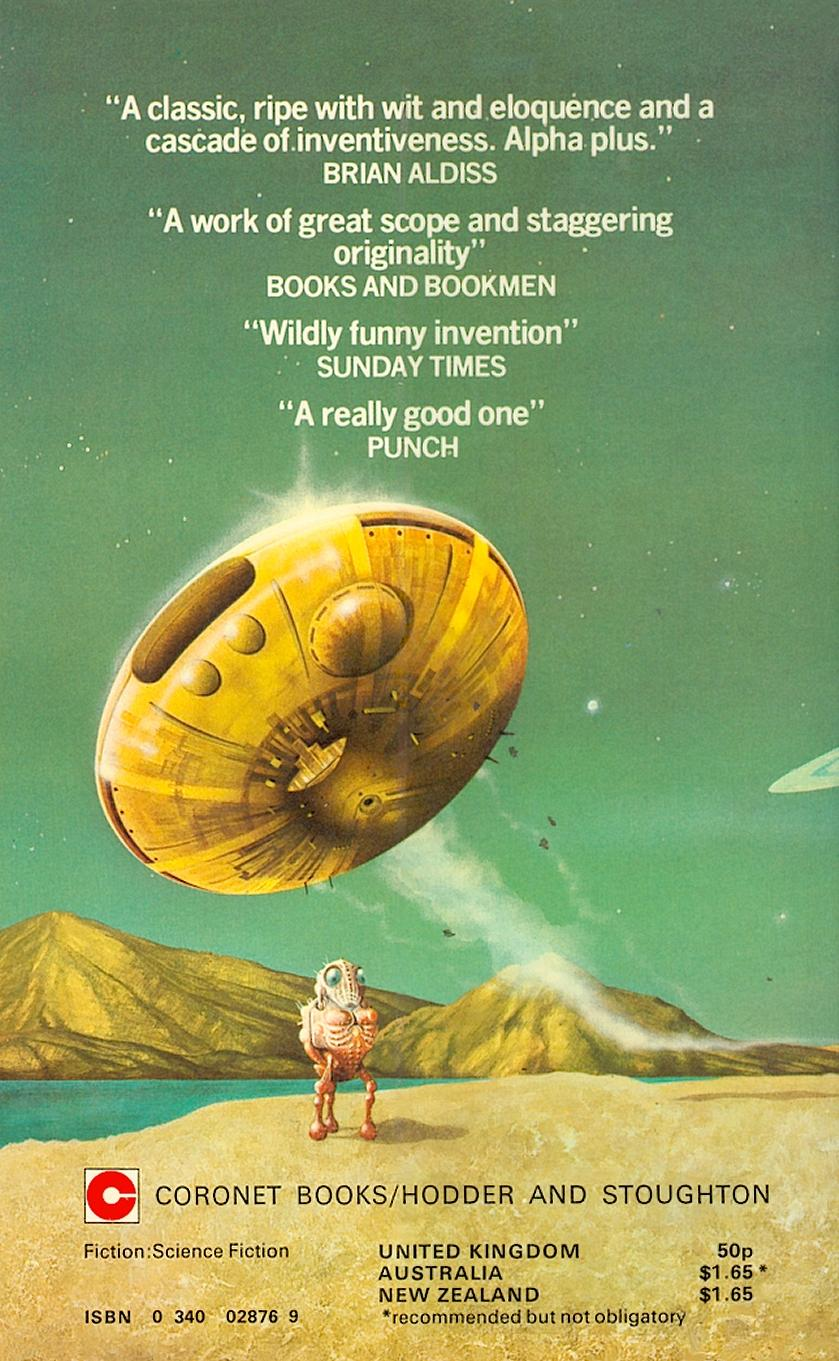 “A classic, ripe with wit and eloquence and a
cascade of inventiveness. Alpha plus.”
BRIAN ALDISS
“A work of great scope and staggering
originality”
BOOKS AND BOOKMEN
“Wildly funny invention”
SUNDAY TIMES
“A really good one”
PUNCH
CORONET BOOKS/HODDER AND STOUGHTON
Fiction:Science Fiction
UNITED KINGDOM 50p
AUSTRALIA $1.65*
NEW ZEALAND $1.65
ISBN 0 340 02876 9
*recommended but not obligatory